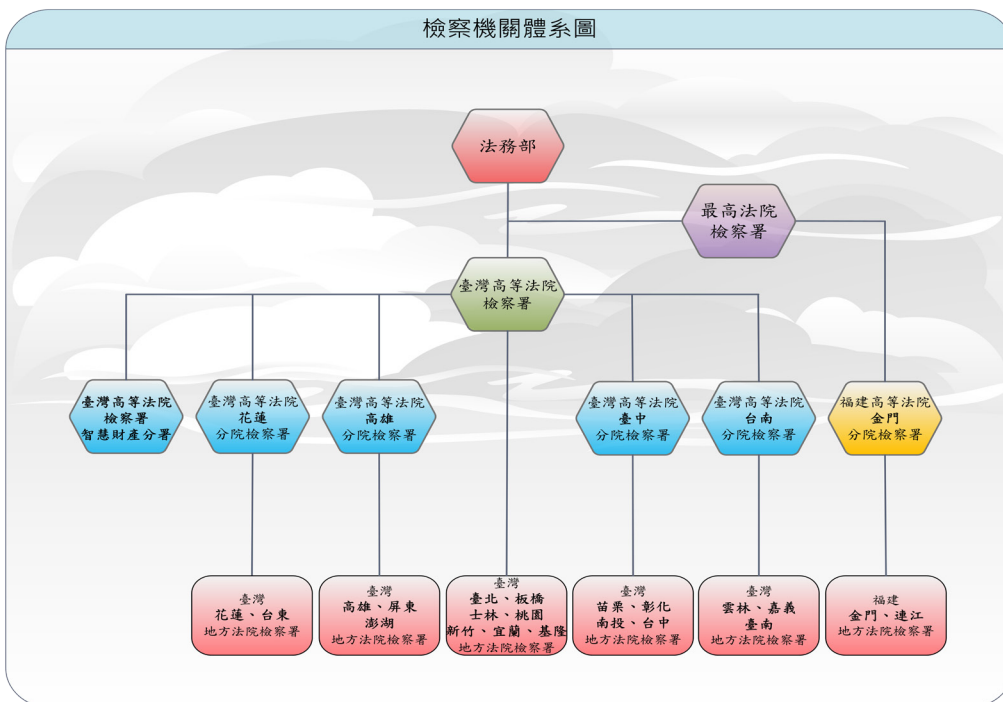 檢察機關體系圖
法務部
最高法院
檢察署
臺灣高等法院
檢察署
臺灣高等法院
檢察署
智慧財產分署
臺灣高等法院
花蓮
分院檢察署
臺灣高等法院
高雄
分院檢察署
臺灣高等法院
臺中
分院檢察署
臺灣高等法院
台南
分院檢察署
福建高等法院
金門
分院檢察署
臺灣
花蓮、台東
地方法院檢察署
臺灣
高雄、屏東
澎湖
地方法院檢察署
臺灣
臺北、板橋
士林、桃園
新竹、宜蘭、基隆
地方法院檢察署
臺灣
苗栗、彰化
南投、台中
地方法院檢察署
臺灣
雲林、嘉義
臺南
地方法院檢察署
福建
金門、連江
地方法院檢察署